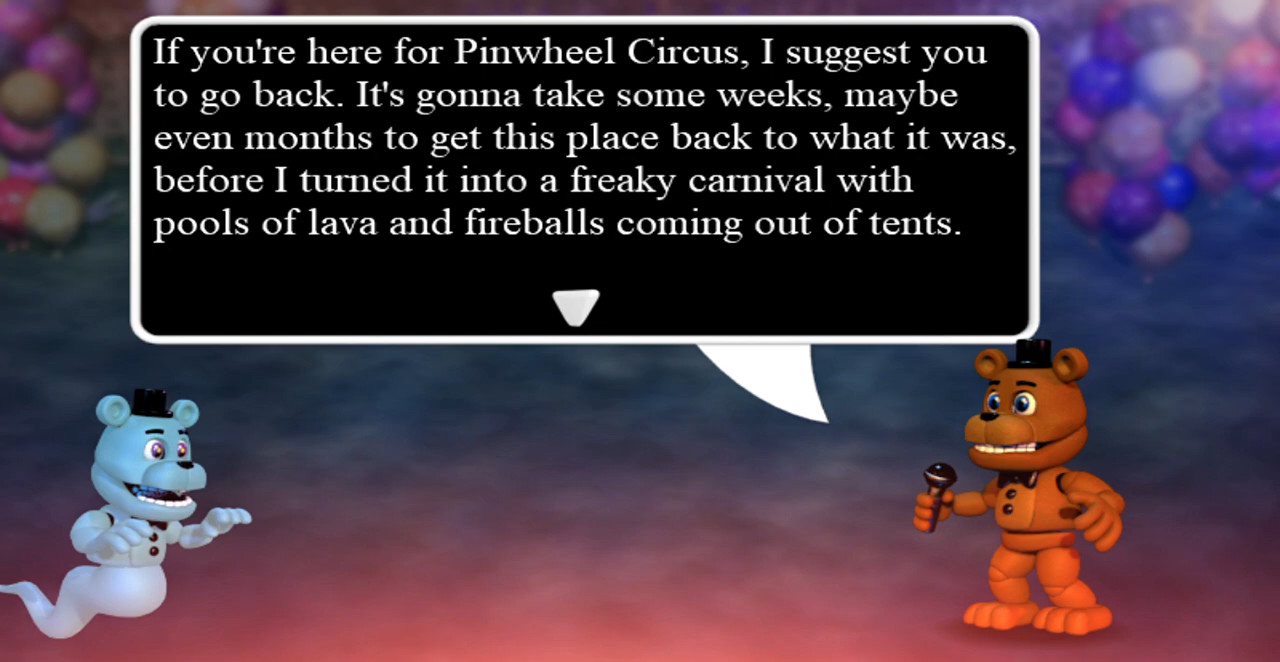 If you're here for Pinwheel Circus, I suggest you
to go back. It's gonna take some weeks, maybe
even months to get this place back to what it was,
before I turned it into a freaky carnival with
pools of lava and fireballs coming out of tents.